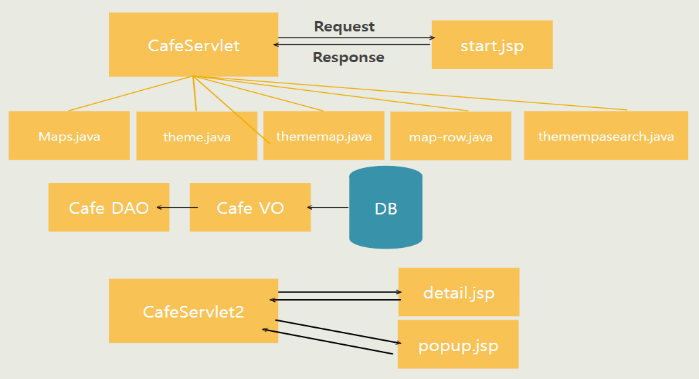 CafeServlet
Request
Response
start.jsp
Maps.java
theme.java
thememap.java
map-row.java
themempasearch.java
Cafe DAO
Cafe VO
DB
CafeServlet2
detail.jsp
popup.jsp